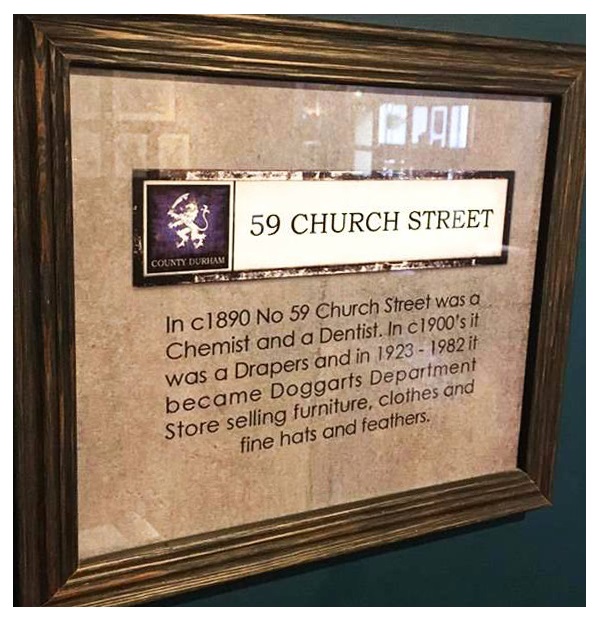 59 CHURCH STREET
COUNTY DURHAM
In c1890 No 59 Church Street was a
Chemist and a Dentist. In c1900's it
was a Drapers and in 1923 - 1982 it
became Doggarts Department
Store selling furniture, clothes and
fine hats and feathers.